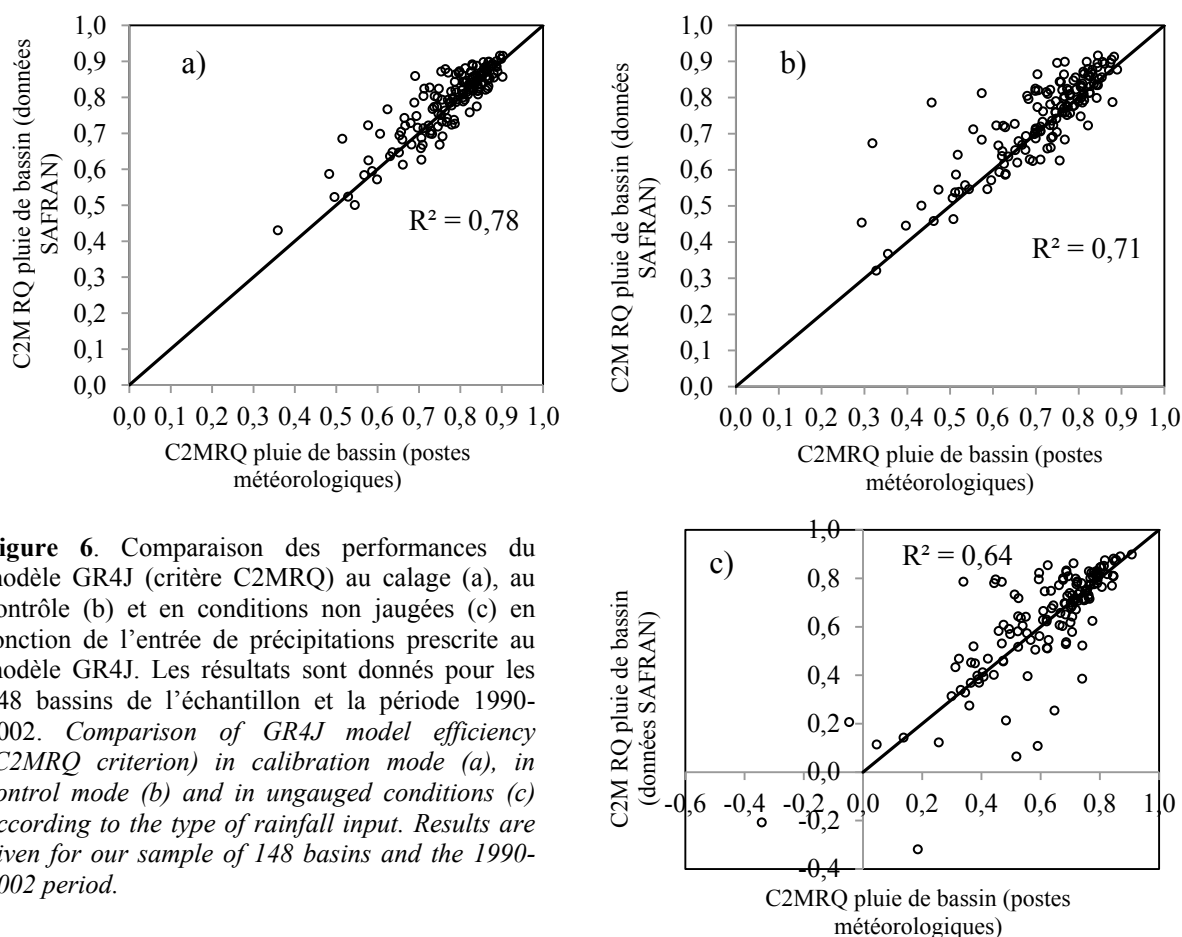 a)
C2M RQ pluie de bassin (données
SAFRAN)
1,0
0,9
0,8
0,7
0,6
0,5
0,4
0,3
0,2
0,1
0,0
R² = 0,78
0,0 0,1 0,2 0,3 0,4 0,5 0,6 0,7 0,8 0,9 1,0
C2MRQ pluie de bassin (postes
météorologiques)
b)
C2M RQ pluie de bassin (données
SAFRAN)
1,0
0,9
0,8
0,7
0,6
0,5
0,4
0,3
0,2
0,1
0,0
R² = 0,71
0,0 0,1 0,2 0,3 0,4 0,5 0,6 0,7 0,8 0,9 1,0
C2MRQ pluie de bassin (postes
météorologiques)
igure 6. Comparaison des performances du
odèle GR4J (critère C2MRQ) au calage (a), au
ontrôle (b) et en conditions non jaugées (c) en
onction de l'entrée de précipitations prescrite au
odèle GR4J. Les résultats sont donnés pour les
48 bassins de l'échantillon et la période 1990-
002. Comparison of GR4J model efficiency
C2MRQ criterion) in calibration mode (a), in
ontrol mode (b) and in ungauged conditions (c)
ccording to the type of rainfall input. Results are
iven for our sample of 148 basins and the 1990-
002 period.
c)
C2M RQ pluie de bassin
(données SAFRAN)
1,0
0,8
0,6
0,4
0,2
0,0
-0,2
-0,4
R² = 0,64
-0,6 -0,4 -0,2 0,0 0,2 0,4 0,6 0,8 1,0
C2MRQ pluie de bassin (postes
météorologiques)